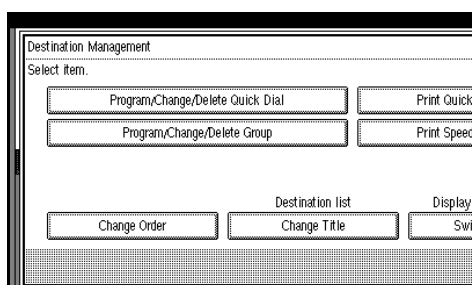 Destination Management
Select item.
Program/Change/Delete Quick Dial Print Quick
Program/Change/Delete Group Print Speed
Destination list Display
Change Order Change Title Swi